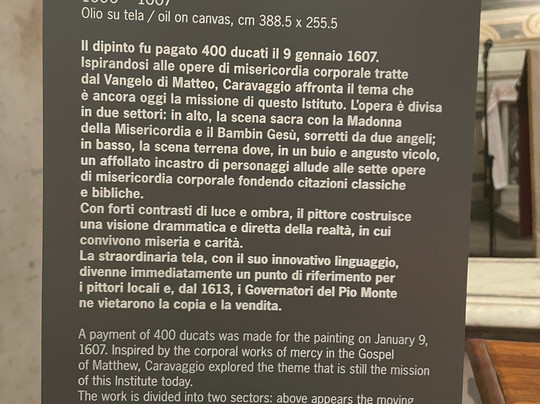 Olio su tela / oil on canvas, cm 388.5 x 255.5
Il dipinto fu pagato 400 ducati il 9 gennaio 1607.
Ispirandosi alle opere di misericordia corporale tratte
dal Vangelo di Matteo, Caravaggio affronta il tema che
è ancora oggi la missione di questo Istituto. L'opera è divisa
in due settori: in alto, la scena sacra con la Madonna
della Misericordia e il Bambin Gesù, sorretti da due angeli;
in basso, la scena terrena dove, in un buio e angusto vicolo,
un affollato incastro di personaggi allude alle sette opere
di misericordia corporale fondendo citazioni classiche
e bibliche.
Con forti contrasti di luce e ombra, il pittore costruisce
una visione drammatica e diretta della realtà, in cui
convivono miseria e carità.
La straordinaria tela, con il suo innovativo linguaggio,
divenne immediatamente un punto di riferimento per
i pittori locali e, dal 1613, i Governatori del Pio Monte
ne vietarono la copia e la vendita.
A payment of 400 ducats was made for the painting on January 9,
1607. Inspired by the corporal works of mercy in the Gospel
of Matthew, Caravaggio explored the theme that is still the mission
of this Institute today.
The work is divided into two sectors: above appears the moving